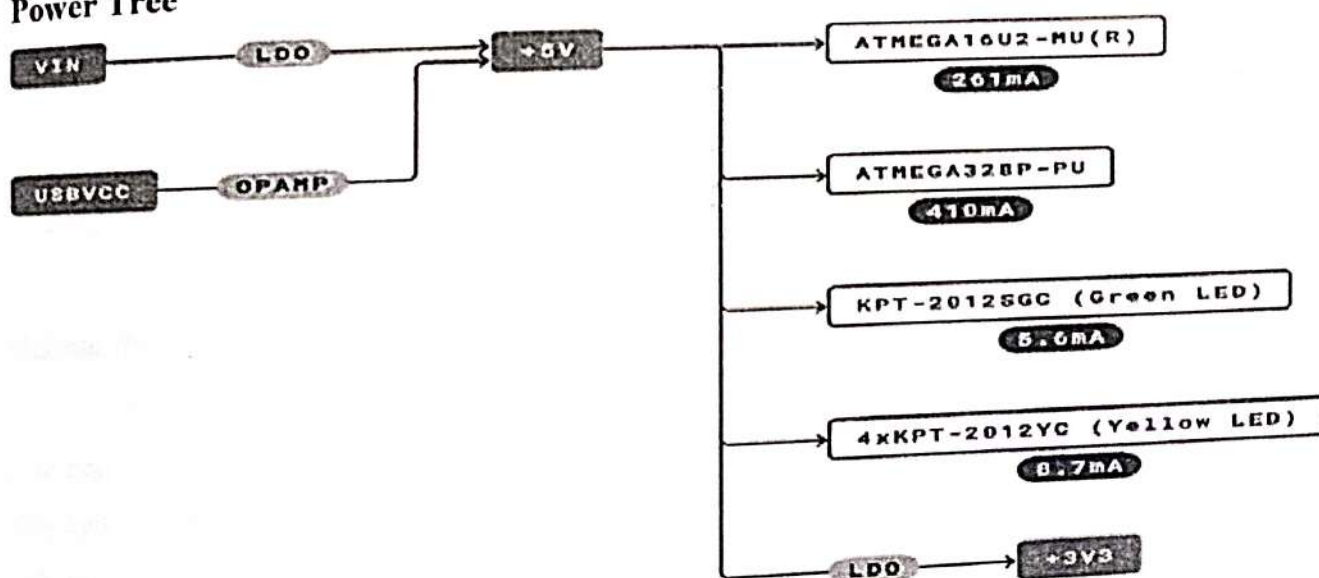 Power Tree
VIN
LDO
+5V
ATMEGA16U2-MU(R)
261mA
USBVCC
OPAMP
ATMEGA328P-PU
410mA
KPT-2012SGC (Green LED)
5.6mA
4xKPT-2012YC (Yellow LED)
8.7mA
LDO
+3V3